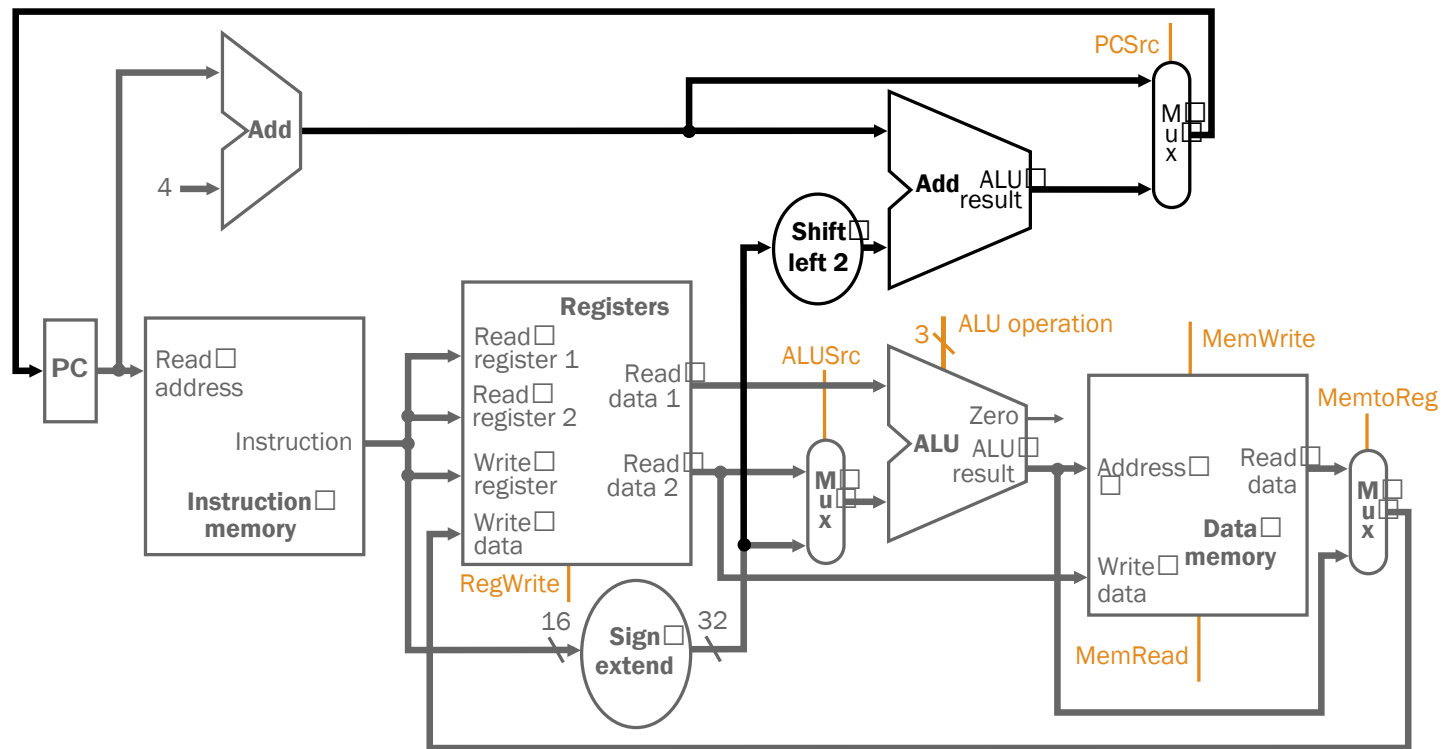 PCSrc
Add
4
M
u
x
Add
ALU
result
Shift
left 2
PC
Read
address
Instruction
Instruction
memory
Registers
Read
register 1
Read
register 2
Write
register
Write
data
Read
data 1
Read
data 2
RegWrite
16
Sign
extend
32
ALUSrc
M
u
x
3
ALU operation
Zero
ALU
ALU
result
MemWrite
Address
Read
data
Data
memory
Write
data
MemRead
MemtoReg
M
u
x